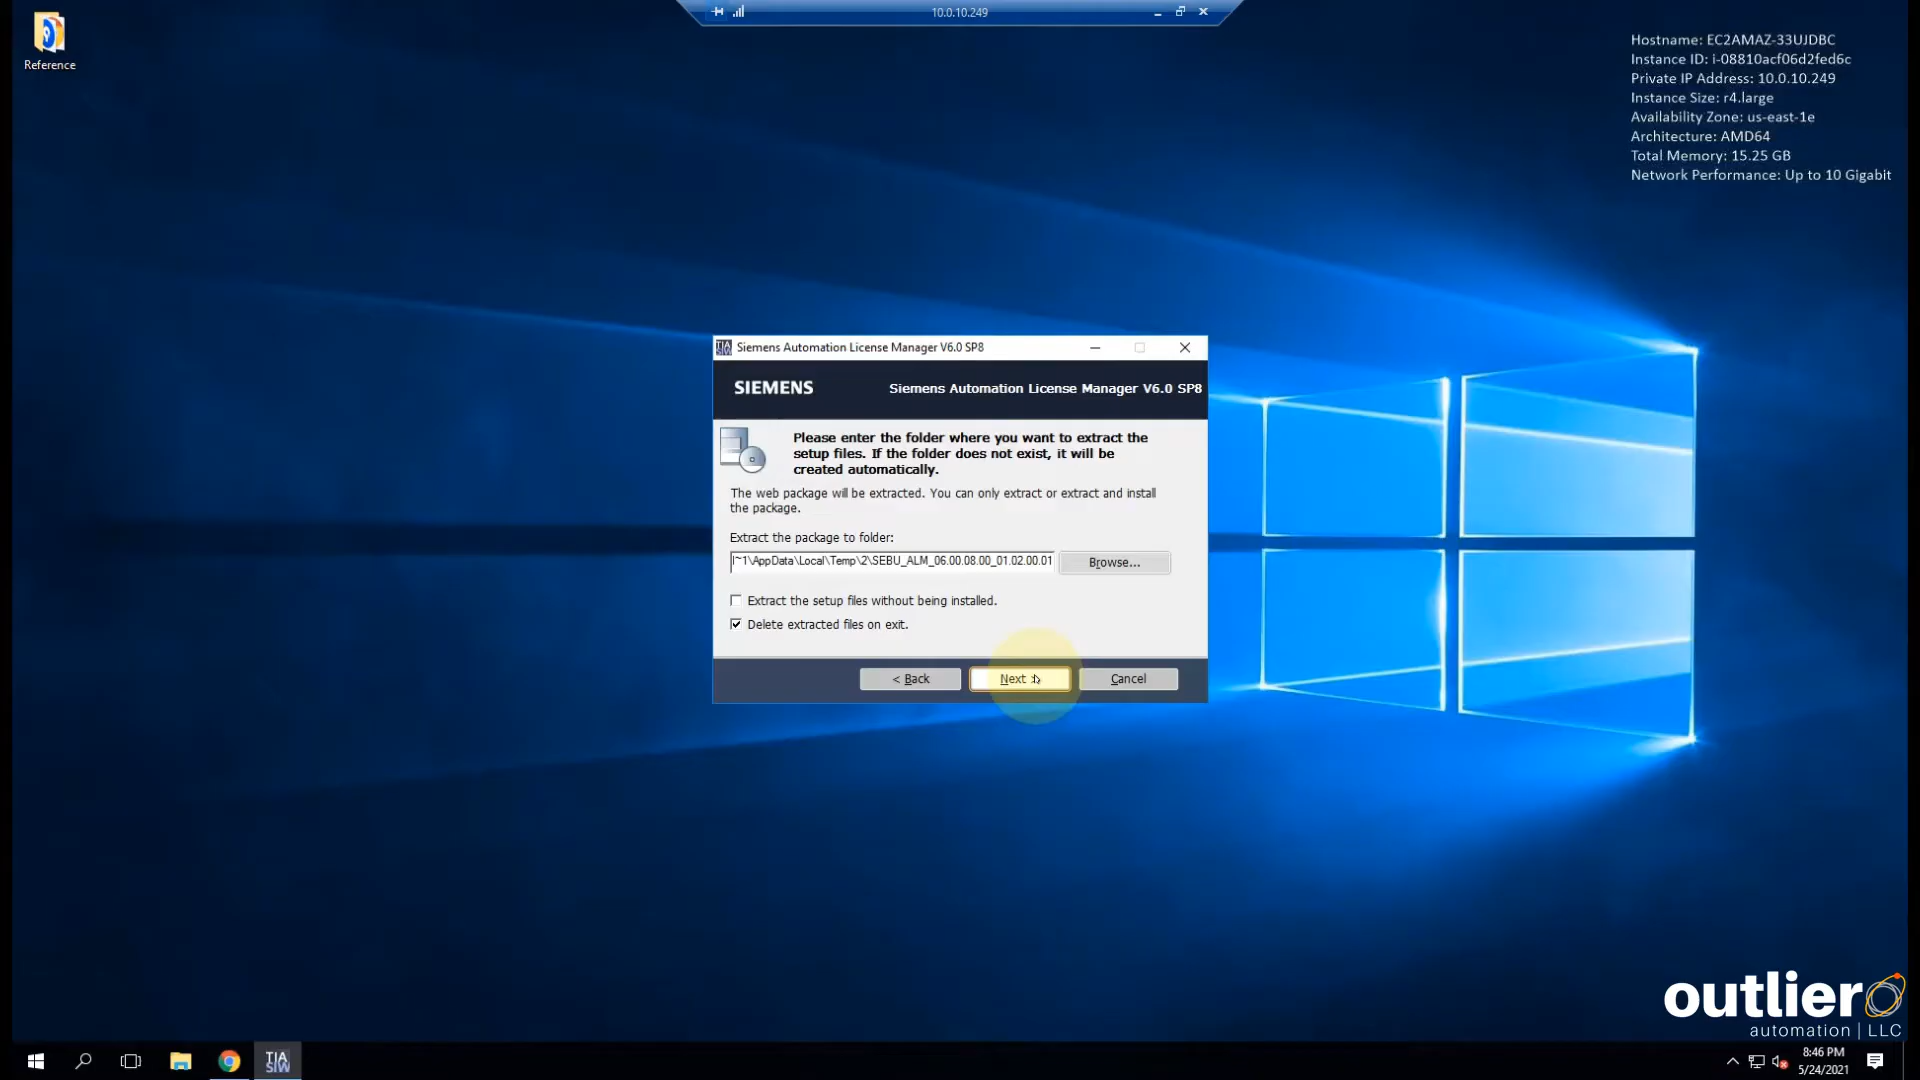 10.0.10.249
Reference
Hostname: EC2AMAZ-33UJDBC
Instance ID: i-08810acf06d2fed6c
Private IP Address: 10.0.10.249
Instance Size: r4.large
Availability Zone: us-east-1e
Architecture: AMD64
Total Memory: 15.25 GB
Network Performance: Up to 10 Gigabit
Siemens Automation License Manager V6.0 SP8
SIEMENS
Siemens Automation License Manager V6.0 SP8
Please enter the folder where you want to extract the
setup files. If the folder does not exist, it will be
created automatically.
The web package will be extracted. You can only extract or extract and install
the package.
Extract the package to folder:
i~1\AppData\Local\Temp\2\SEBU_ALM_06.00.08.00_01.02.00.01
Browse...
Extract the setup files without being installed.
Delete extracted files on exit.
< Back
Next >
Cancel
outlier
automation | LLC
TIA
SIW
8:46 PM
5/24/2021